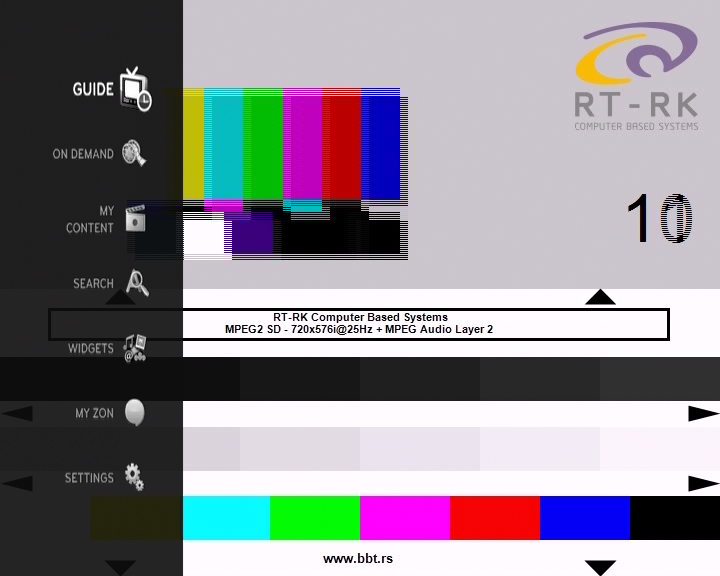 GUIDE
ON DEMAND
MY
CONTENT
SEARCH
WIDGETS
MY ZON
SETTINGS
RT-RK
COMPUTER BASED SYSTEMS
RT-RK Computer Based Systems
MPEG2 SD - 720x576i@25Hz + MPEG Audio Layer 2
www.bbt.rs